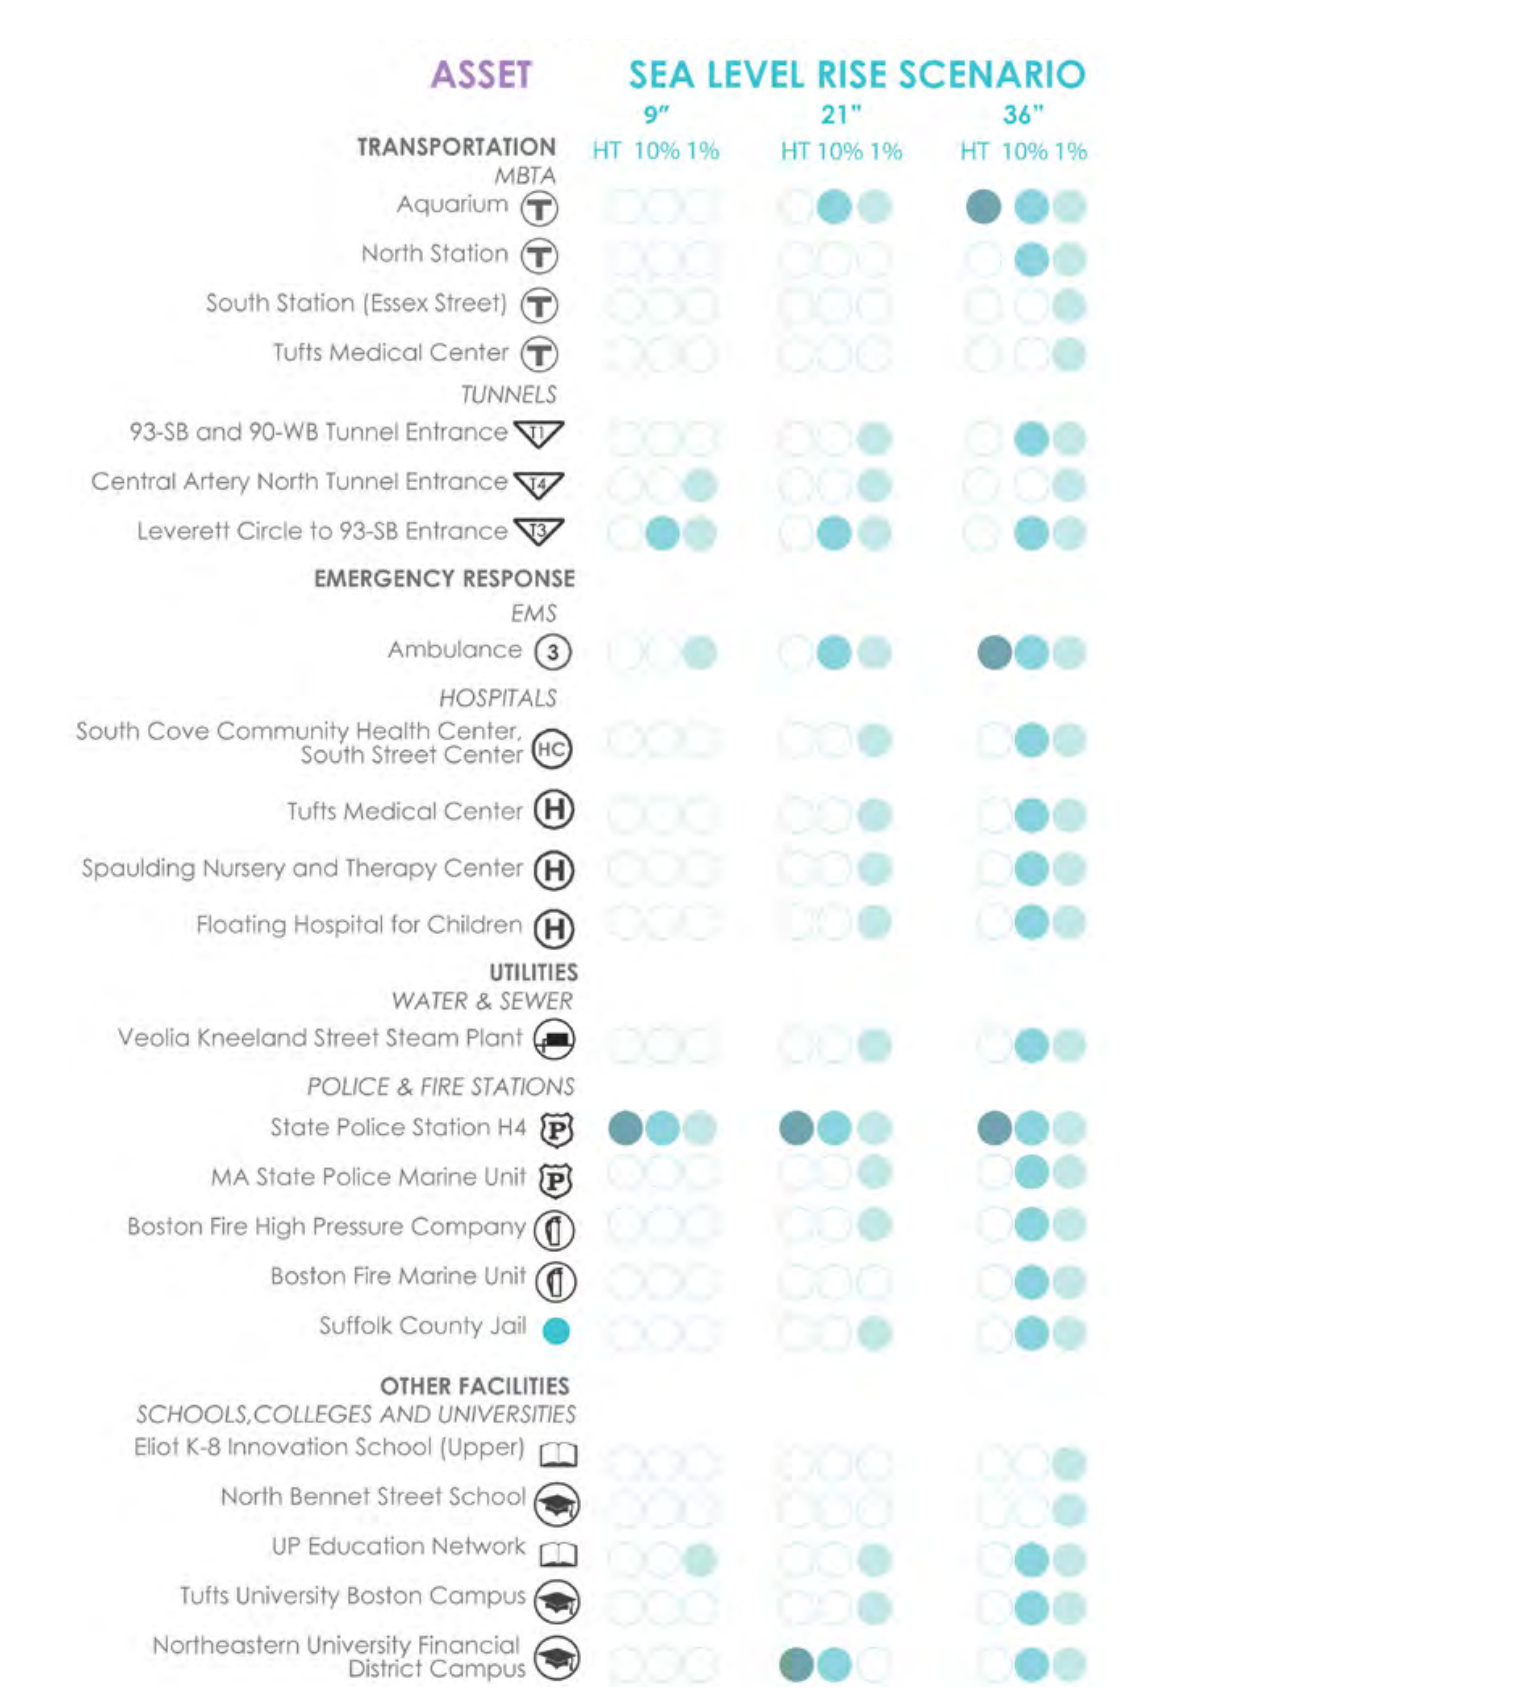 ASSET SEA LEVEL RISE SCENARIO
9" 21" 36"
TRANSPORTATION HT 10% 1% HT 10% 1% HT 10% 1%
MBTA
Aquarium T
North Station T
South Station (Essex Street) T
Tufts Medical Center T
TUNNELS
93-SB and 90-WB Tunnel Entrance T1
Central Artery North Tunnel Entrance T4
Leverett Circle to 93-SB Entrance T3
EMERGENCY RESPONSE
EMS
Ambulance 3
HOSPITALS
South Cove Community Health Center,
South Street Center HC
Tufts Medical Center H
Spaulding Nursery and Therapy Center H
Floating Hospital for Children H
UTILITIES
WATER & SEWER
Veolia Kneeland Street Steam Plant
POLICE & FIRE STATIONS
State Police Station H4 P
MA State Police Marine Unit P
Boston Fire High Pressure Company
Boston Fire Marine Unit
Suffolk County Jail
OTHER FACILITIES
SCHOOLS,COLLEGES AND UNIVERSITIES
Eliot K-8 Innovation School (Upper)
North Bennet Street School
UP Education Network
Tufts University Boston Campus
Northeastern University Financial
District Campus